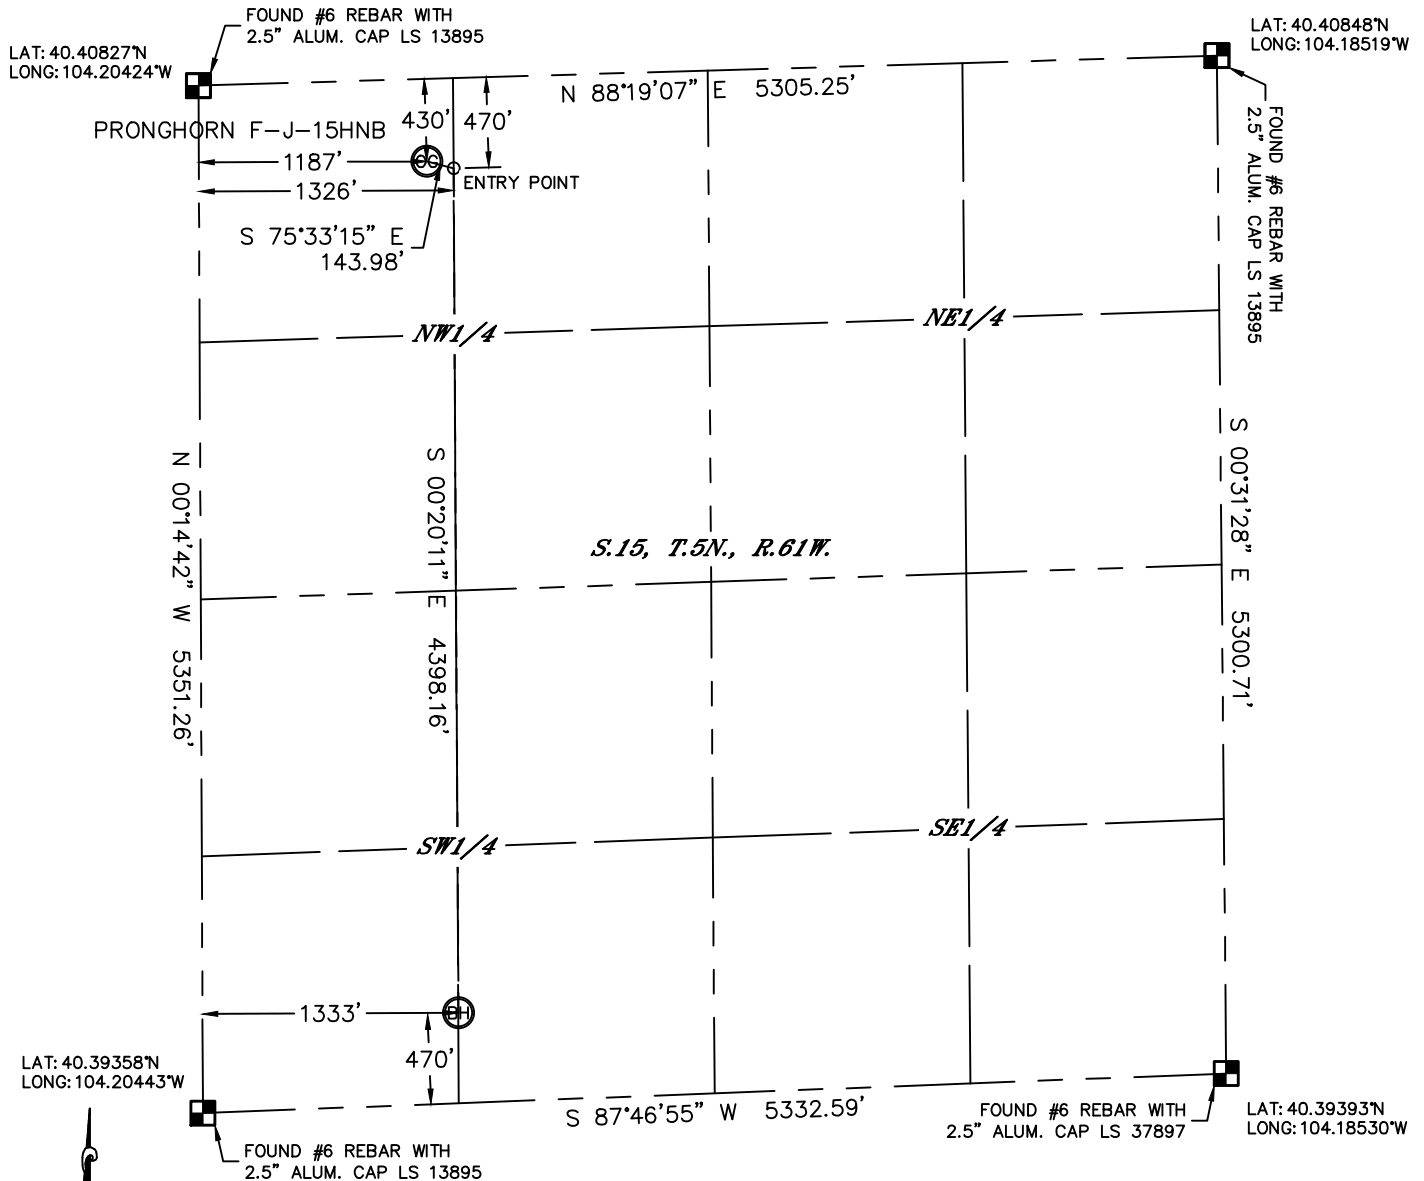 FOUND #6 REBAR WITH
2.5" ALUM. CAP LS 13895
LAT: 40.40827°N
LONG: 104.20424°W
LAT: 40.40848°N
LONG: 104.18519°W
N 88°19'07" E 5305.25'
FOUND #6 REBAR WITH
2.5" ALUM. CAP LS 13895
PRONGHORN F-J-15HNB
430'
470'
1187'
OG
1326'
ENTRY POINT
S 75°33'15" E
143.98'
NW1/4
NE1/4
N 00°14'42" W 5351.26'
S 00°20'11" E 4398.16'
S 00°31'28" E 5300.71'
S.15, T.5N., R.61W.
SW1/4
SE1/4
1333'
BH
470'
LAT: 40.39358°N
LONG: 104.20443°W
S 87°46'55" W 5332.59'
FOUND #6 REBAR WITH
2.5" ALUM. CAP LS 37897
LAT: 40.39393°N
LONG: 104.18530°W
FOUND #6 REBAR WITH
2.5" ALUM. CAP LS 13895